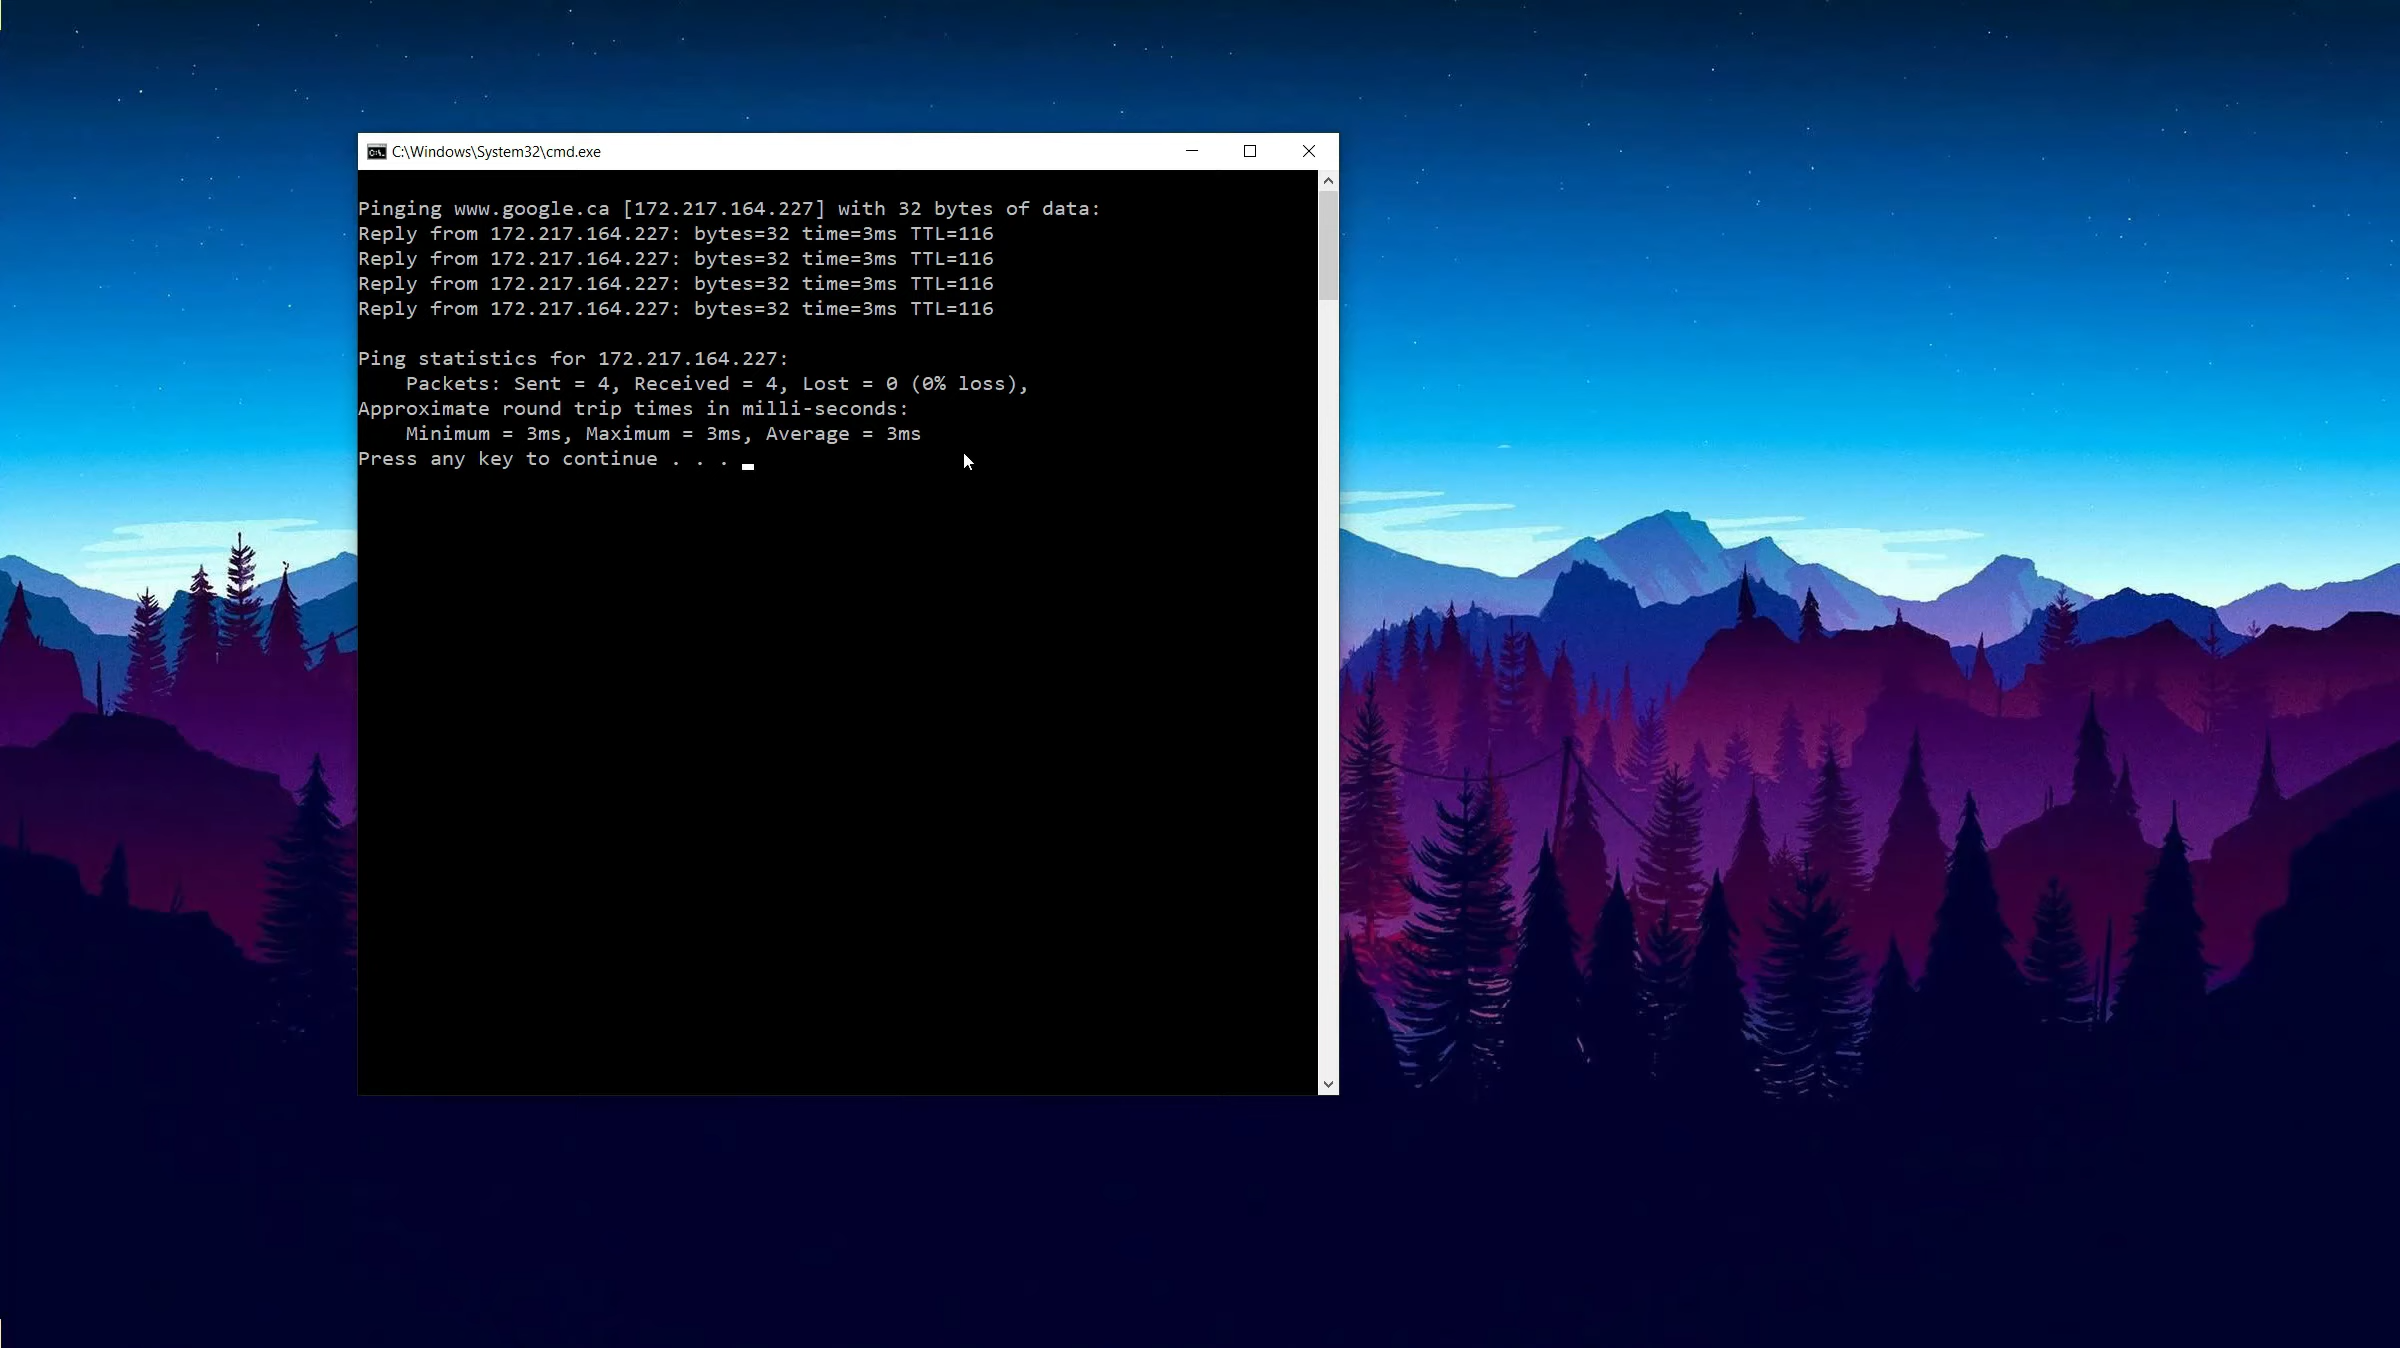 C:\Windows\System32\cmd.exe
Pinging www.google.ca [172.217.164.227] with 32 bytes of data:
Reply from 172.217.164.227: bytes=32 time=3ms TTL=116
Reply from 172.217.164.227: bytes=32 time=3ms TTL=116
Reply from 172.217.164.227: bytes=32 time=3ms TTL=116
Reply from 172.217.164.227: bytes=32 time=3ms TTL=116
Ping statistics for 172.217.164.227:
    Packets: Sent = 4, Received = 4, Lost = 0 (0% loss),
Approximate round trip times in milli-seconds:
    Minimum = 3ms, Maximum = 3ms, Average = 3ms
Press any key to continue . . .